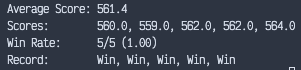 Average Score: 561.4
Scores: 560.0, 559.0, 562.0, 562.0, 564.0
Win Rate: 5/5 (1.00)
Record: Win, Win, Win, Win, Win